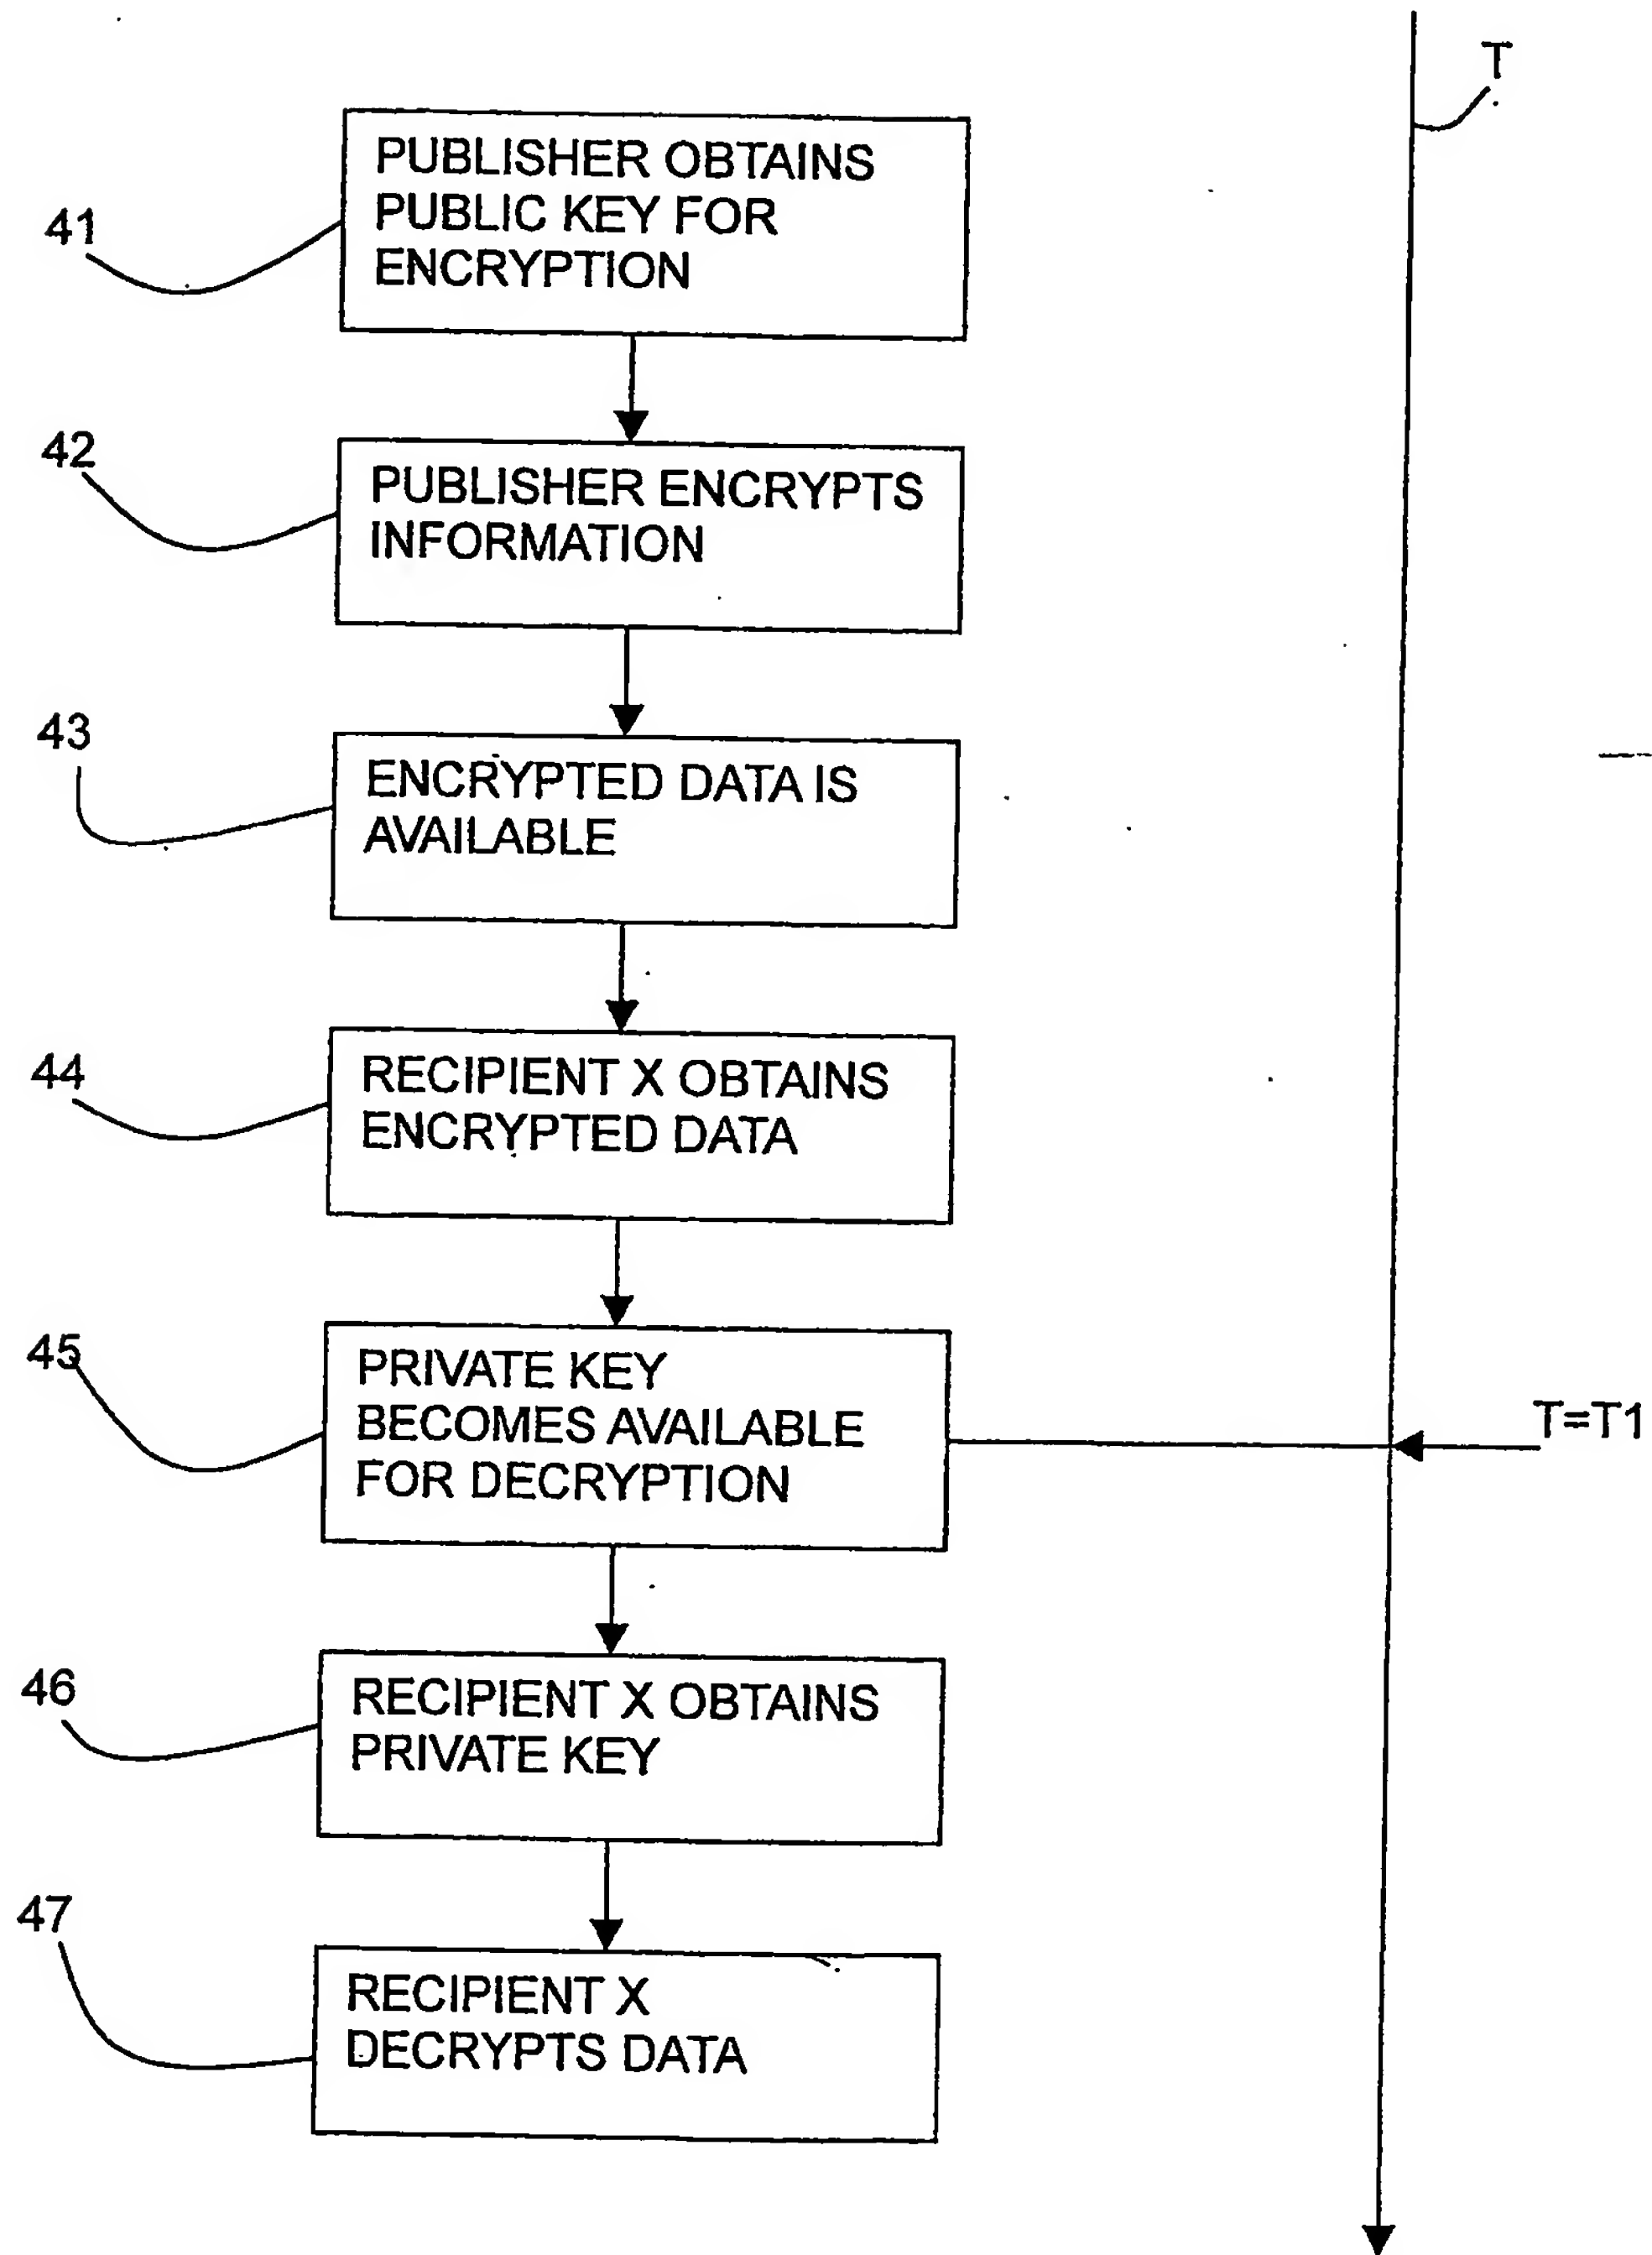 T
41
PUBLISHER OBTAINS
PUBLIC KEY FOR
ENCRYPTION
42
PUBLISHER ENCRYPTS
INFORMATION
43
ENCRYPTED DATA IS
AVAILABLE
44
RECIPIENT X OBTAINS
ENCRYPTED DATA
45
PRIVATE KEY
BECOMES AVAILABLE
FOR DECRYPTION
T=T1
46
RECIPIENT X OBTAINS
PRIVATE KEY
47
RECIPIENT X
DECRYPTS DATA